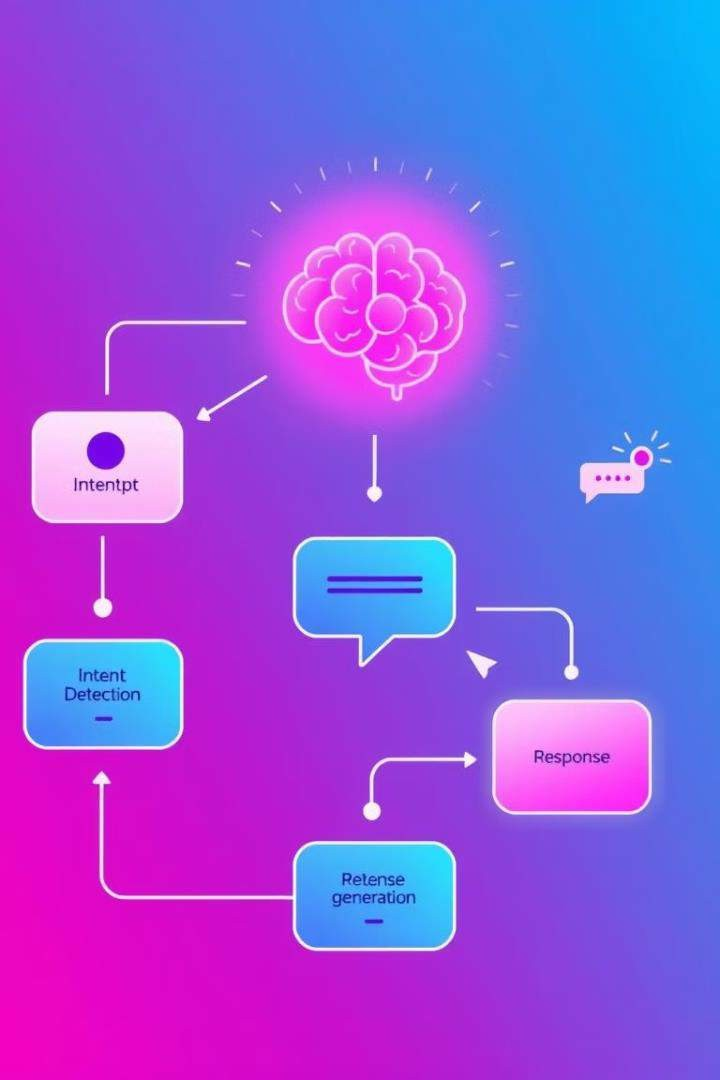 Intentpt
Intent
Detection
Response
Retense
generation